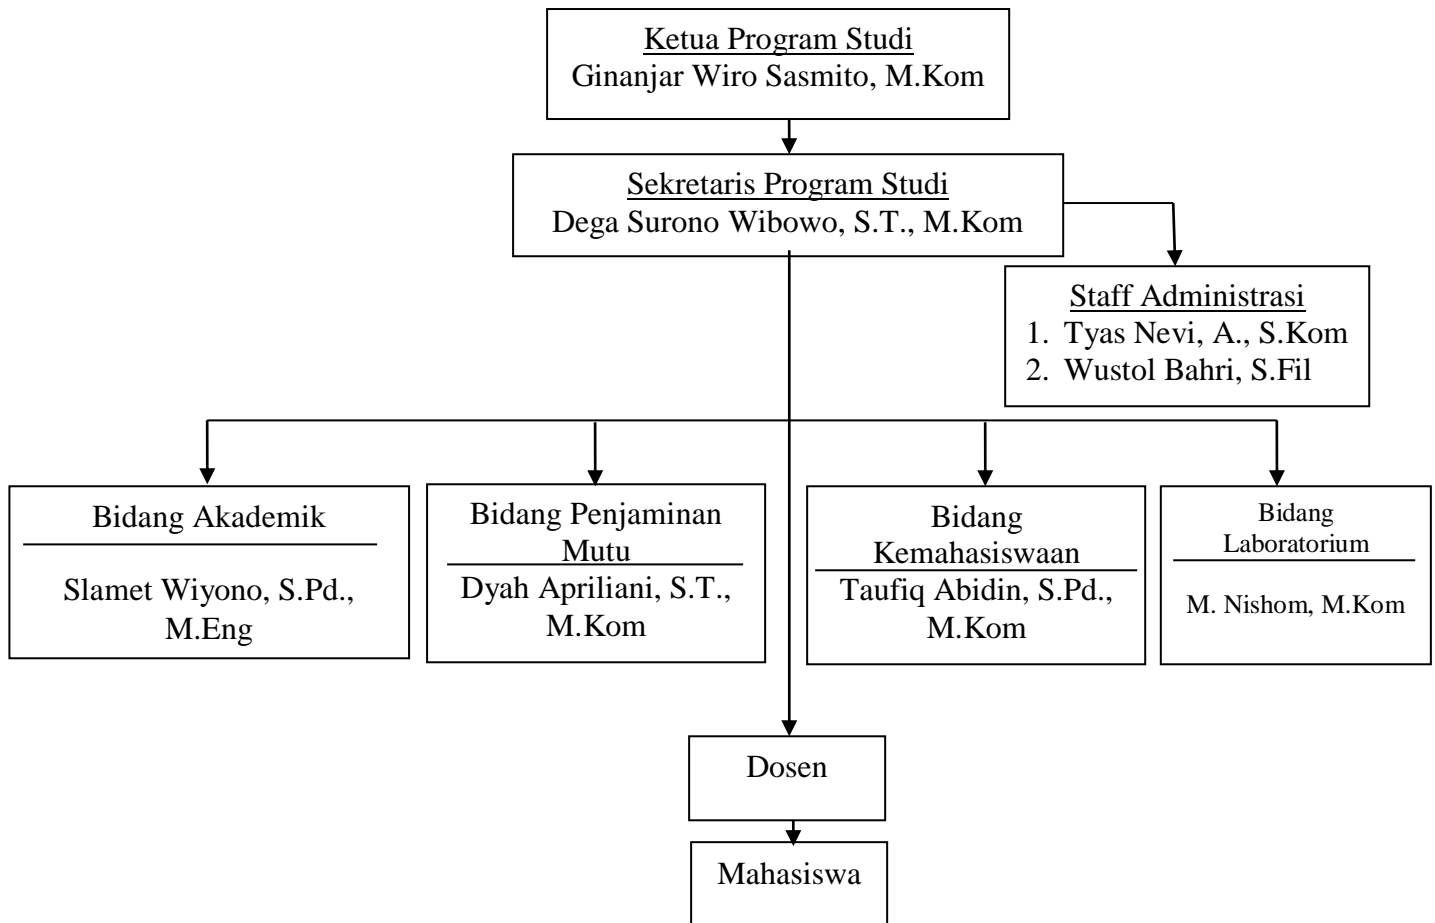 Ketua Program Studi
Ginanjar Wiro Sasmito, M.Kom
Sekretaris Program Studi
Dega Surono Wibowo, S.T., M.Kom
Staff Administrasi
1. Tyas Nevi, A., S.Kom
2. Wustol Bahri, S.Fil
Bidang Akademik
Slamet Wiyono, S.Pd.,
M.Eng
Bidang Penjaminan
Mutu
Dyah Apriliani, S.T.,
M.Kom
Bidang
Kemahasiswaan
Taufiq Abidin, S.Pd.,
M.Kom
Bidang
Laboratorium
M. Nishom, M.Kom
Dosen
Mahasiswa